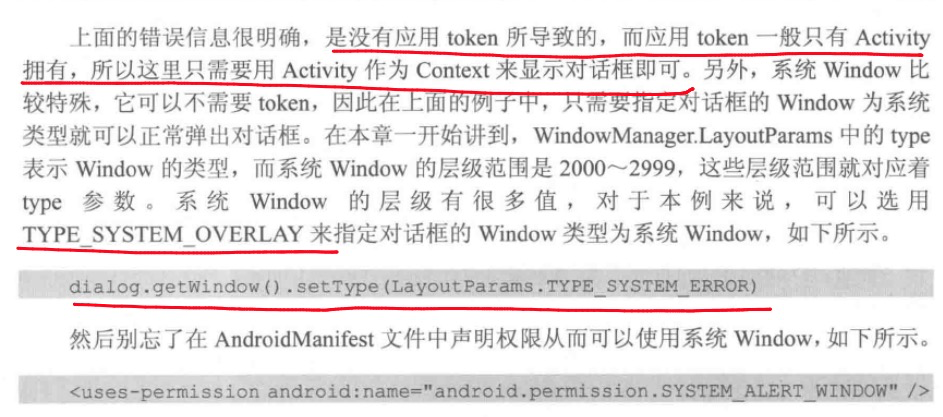 上面的错误信息很明确，是没有应用 token 所导致的，而应用 token 一般只有 Activity
拥有，所以这里只需要用 Activity 作为 Context 来显示对话框即可。另外，系统 Window 比
较特殊，它可以不需要 token，因此在上面的例子中，只需要指定对话框的 Window 为系统
类型就可以正常弹出对话框。在本章一开始讲到，WindowManager.LayoutParams 中的 type
表示 Window 的类型，而系统 Window 的层级范围是 2000～2999，这些层级范围就对应着
type 参数。系统 Window 的层级有很多值，对于本例来说，可以选用
TYPE_SYSTEM_OVERLAY 来指定对话框的 Window 类型为系统 Window，如下所示。
dialog.getWindow().setType(LayoutParams.TYPE_SYSTEM_ERROR)
然后别忘了在 AndroidManifest 文件中声明权限从而可以使用系统 Window，如下所示。
<uses-permission android:name="android.permission.SYSTEM_ALERT_WINDOW" />